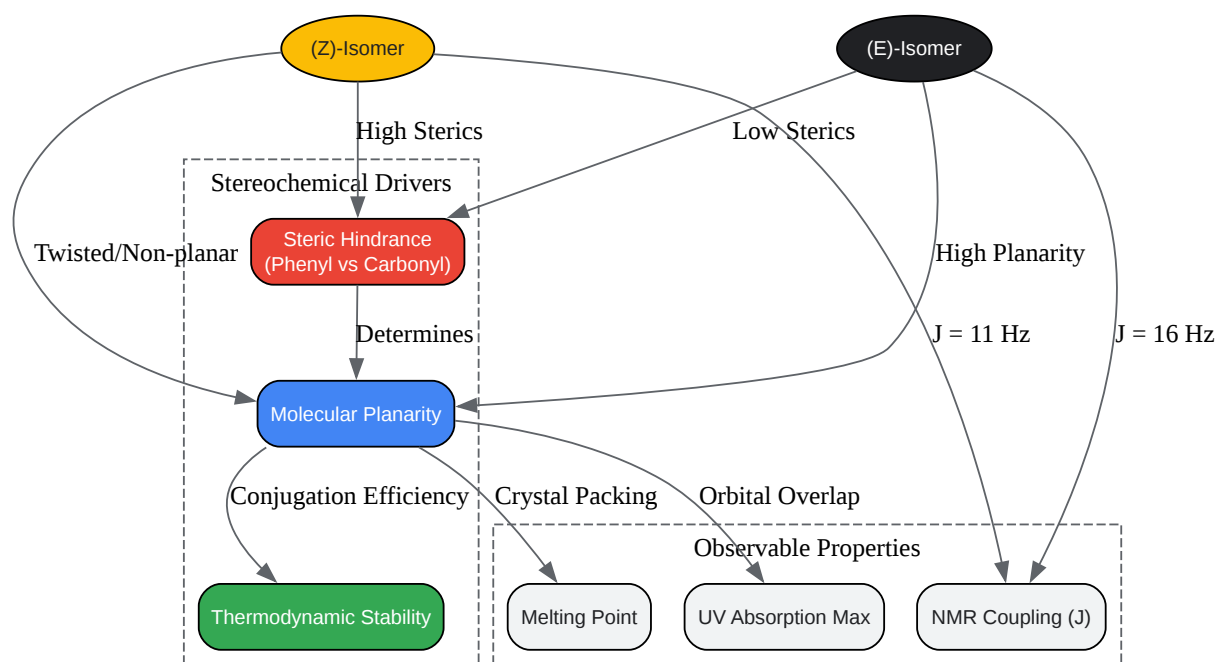 (Z)-Isomer
(E)-Isomer
High Sterics
Low Sterics
Stereochemical Drivers
Steric Hindrance
(Phenyl vs Carbonyl)
Twisted/Non-planar
High Planarity
Determines
J = 11 Hz
J = 16 Hz
Molecular Planarity
Conjugation Efficiency
Crystal Packing
Orbital Overlap
Observable Properties
Thermodynamic Stability
Melting Point
UV Absorption Max
NMR Coupling (J)